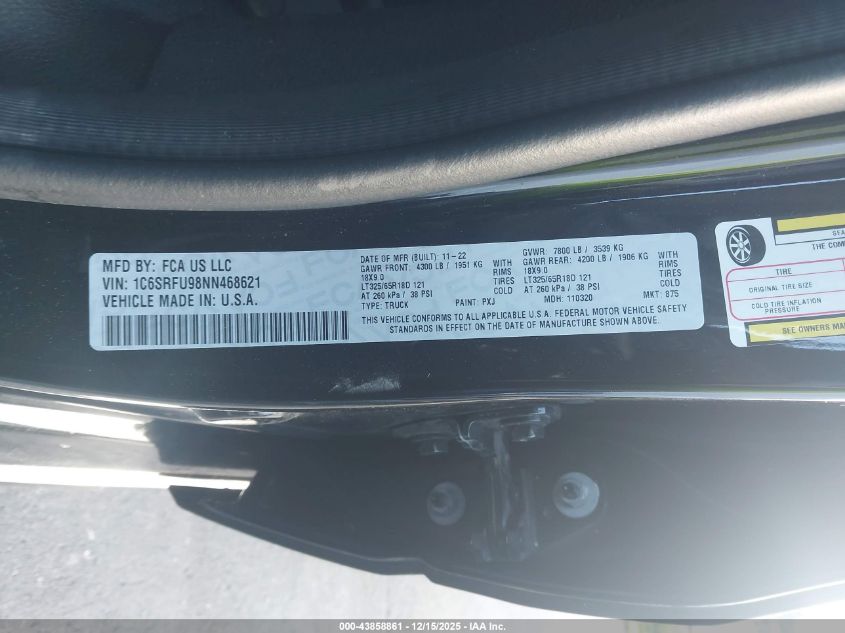 MFD BY: FCA US LLC
VIN: 1C6SRFU98NN468621
VEHICLE MADE IN: U.S.A.
DATE OF MFR (BUILT) 11-22
GAWR FRONT: 4300 LB / 1951 KG WITH
18X9.0 RIMS
LT325/65R18D 121 TIRES
AT 260 kPa / 38 PSI COLD
TYPE: TRUCK PAINT: PXJ
GVWR: 7800 LB / 3539 KG
GAWR REAR: 4200 LB / 1906 KG WITH
18X9.0 RIMS
LT325/65R18D 121 TIRES
AT 260 kPa / 38 PSI COLD
MDH: 110320 MKT: 875
THIS VEHICLE CONFORMS TO ALL APPLICABLE U.S.A. FEDERAL MOTOR VEHICLE SAFETY
STANDARDS IN EFFECT ON THE DATE OF MANUFACTURE SHOWN ABOVE.
THE COM
TIRE
ORIGINAL TIRE SIZE
COLD TIRE INFLATION
PRESSURE
SEE OWNERS MA
000-43858861 - 12/15/2025 - IAA Inc.